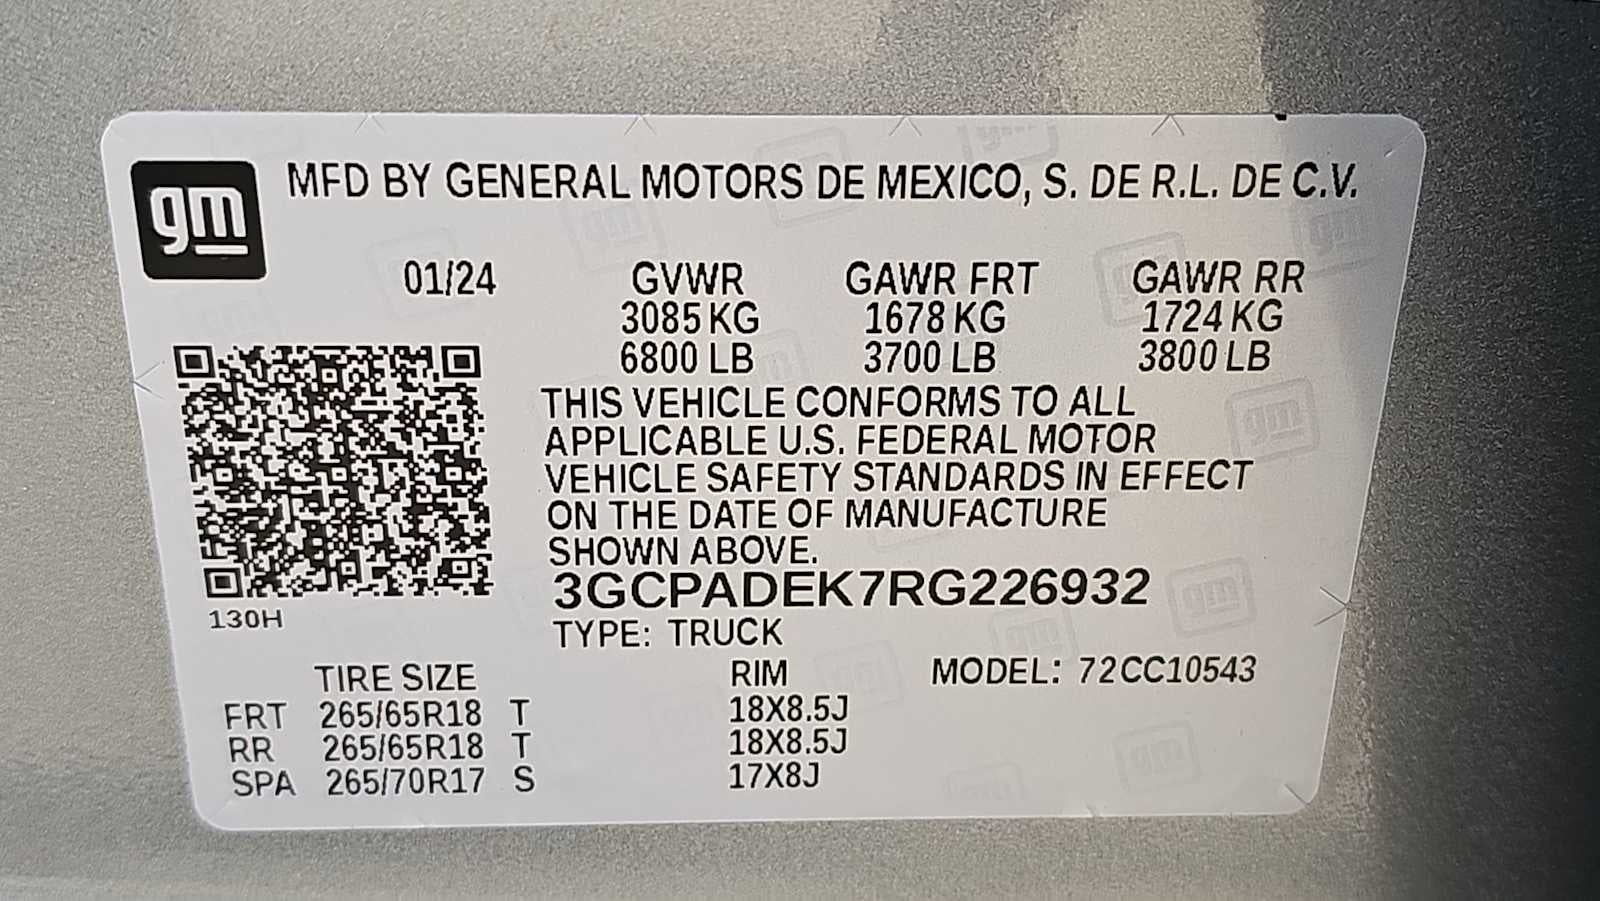 gm
MFD BY GENERAL MOTORS DE MEXICO, S. DE R.L. DE C.V.
01/24 GVWR GAWR FRT GAWR RR
3085 KG 1678 KG 1724 KG
6800 LB 3700 LB 3800 LB
THIS VEHICLE CONFORMS TO ALL
APPLICABLE U.S. FEDERAL MOTOR
VEHICLE SAFETY STANDARDS IN EFFECT
ON THE DATE OF MANUFACTURE
SHOWN ABOVE.
3GCPADEK7RG226932
130H
TYPE: TRUCK
TIRE SIZE RIM MODEL: 72CC10543
FRT 265/65R18 T 18X8.5J
RR 265/65R18 T 18X8.5J
SPA 265/70R17 S 17X8J